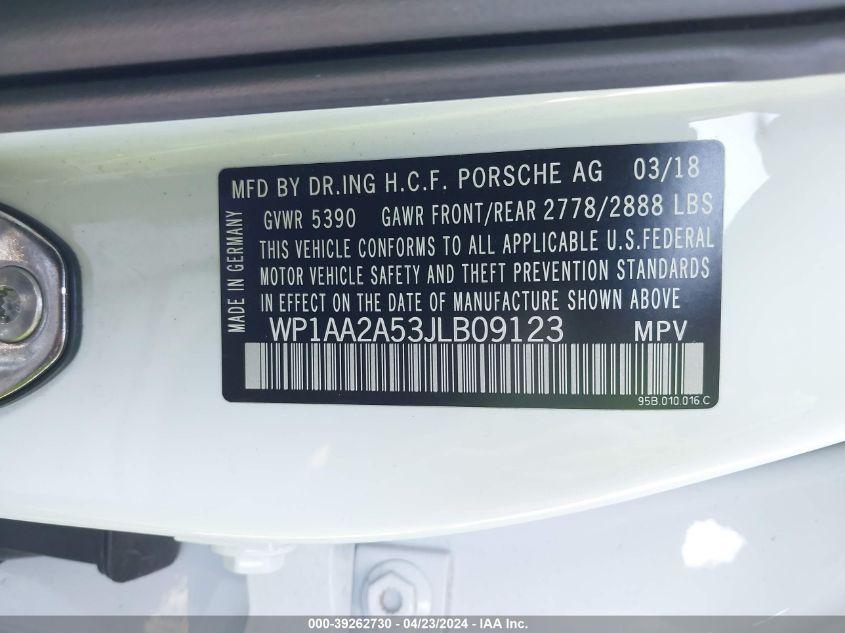 MFD BY DR.ING H.C.F. PORSCHE AG 03/18
GVWR 5390 GAWR FRONT/REAR 2778/2888 LBS
MADE IN GERMANY
THIS VEHICLE CONFORMS TO ALL APPLICABLE U.S.FEDERAL
MOTOR VEHICLE SAFETY AND THEFT PREVENTION STANDARDS
IN EFFECT ON THE DATE OF MANUFACTURE SHOWN ABOVE
WP1AA2A53JLB09123 MPV
95B.010.016.C
000-39262730 - 04/23/2024 - IAA Inc.